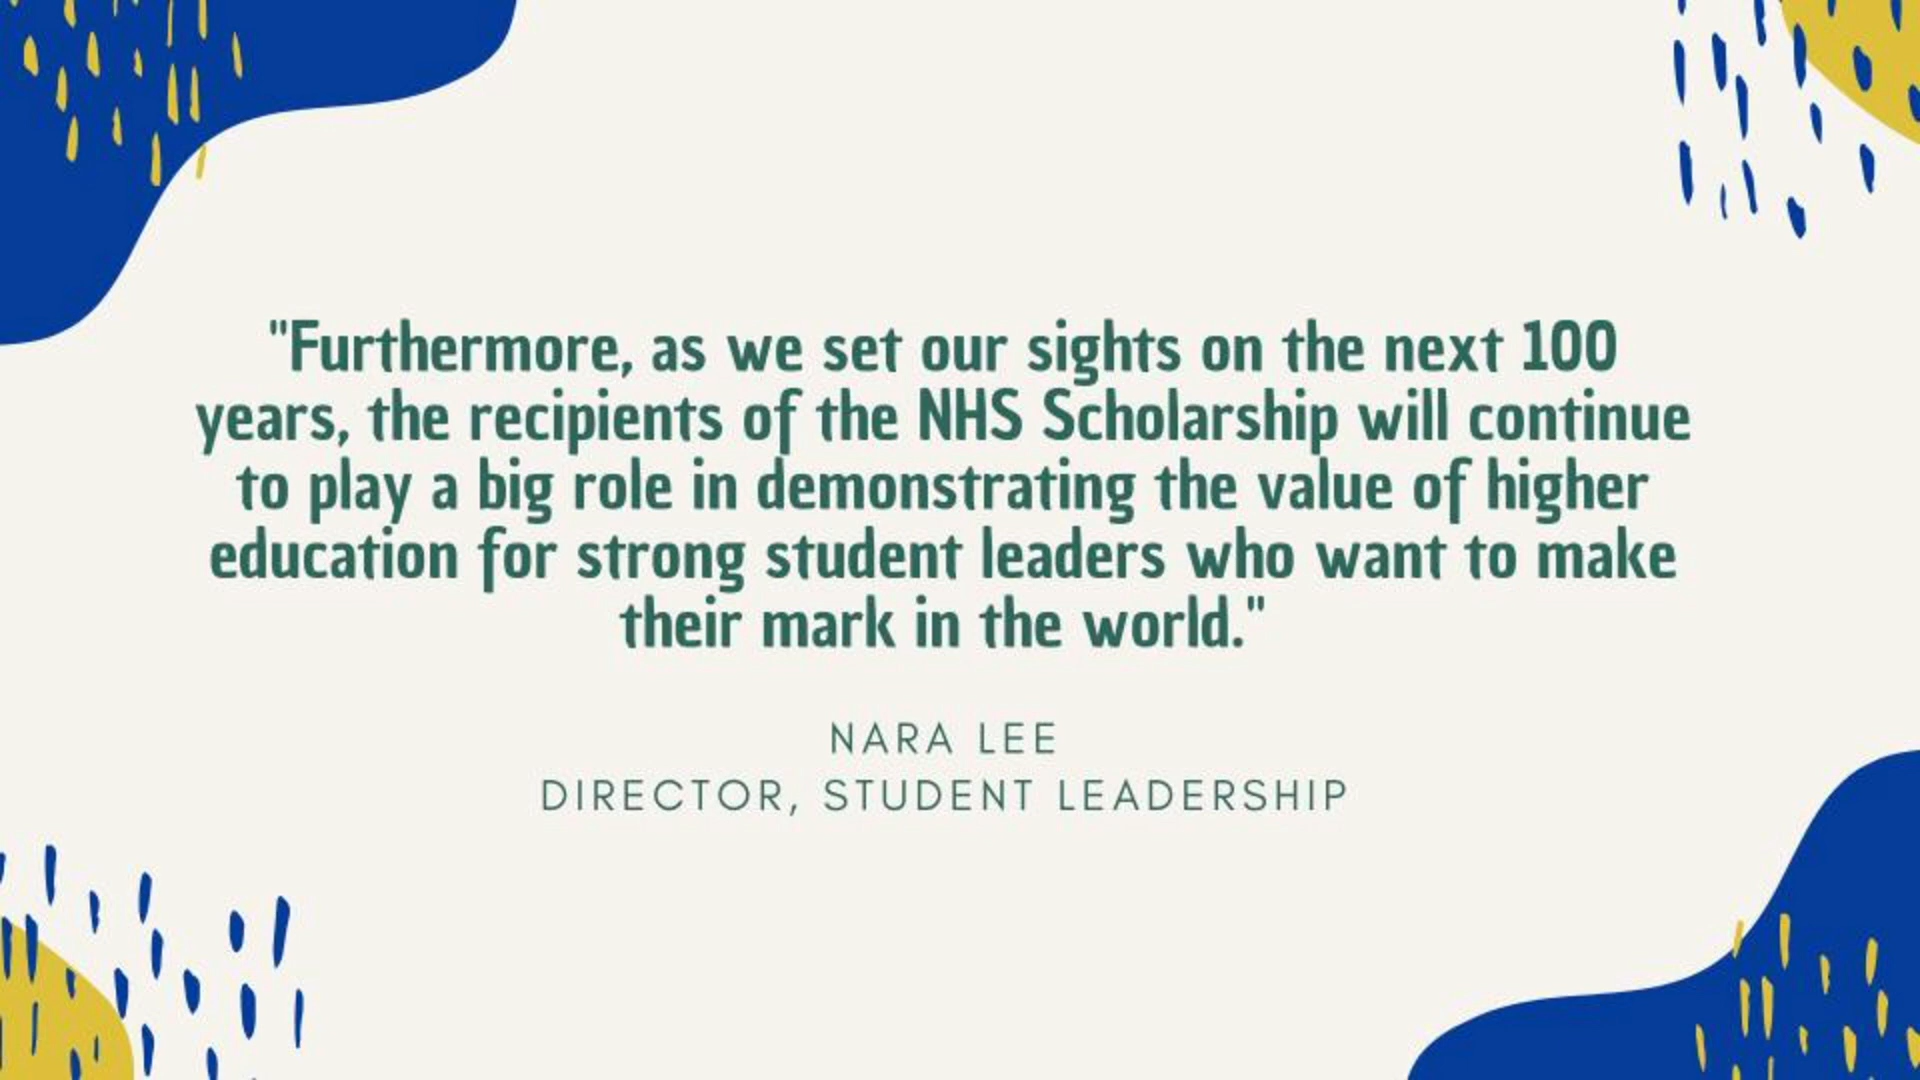 "Furthermore, as we set our sights on the next 100
years, the recipients of the NHS Scholarship will continue
to play a big role in demonstrating the value of higher
education for strong student leaders who want to make
their mark in the world."
NARA LEE
DIRECTOR, STUDENT LEADERSHIP